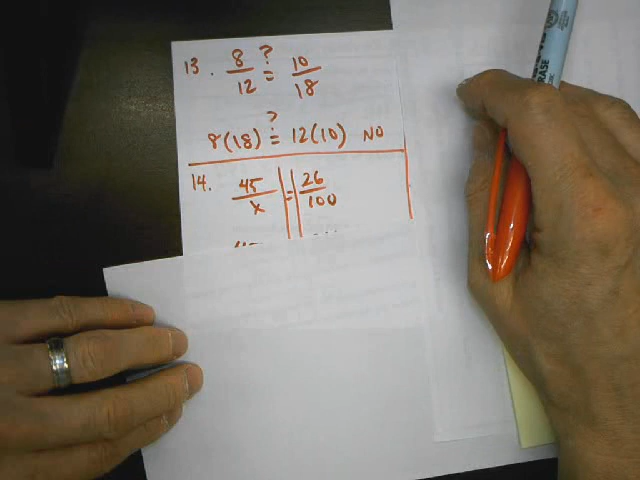 13. 8/12 ?= 10/18
8(18) ?= 12(10) NO
14. 45/x = 26/100